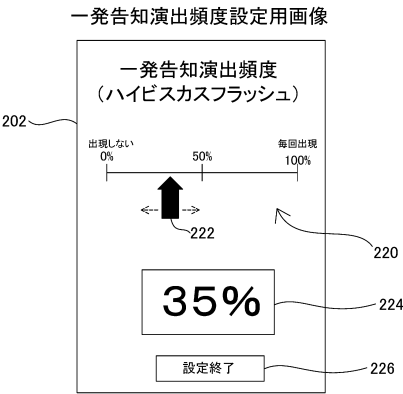 一発告知演出頻度設定用画像
一発告知演出頻度
（ハイビスカスフラッシュ）
202
出現しない
毎回出現
0%
50%
100%
222
220
35%
224
設定終了
226